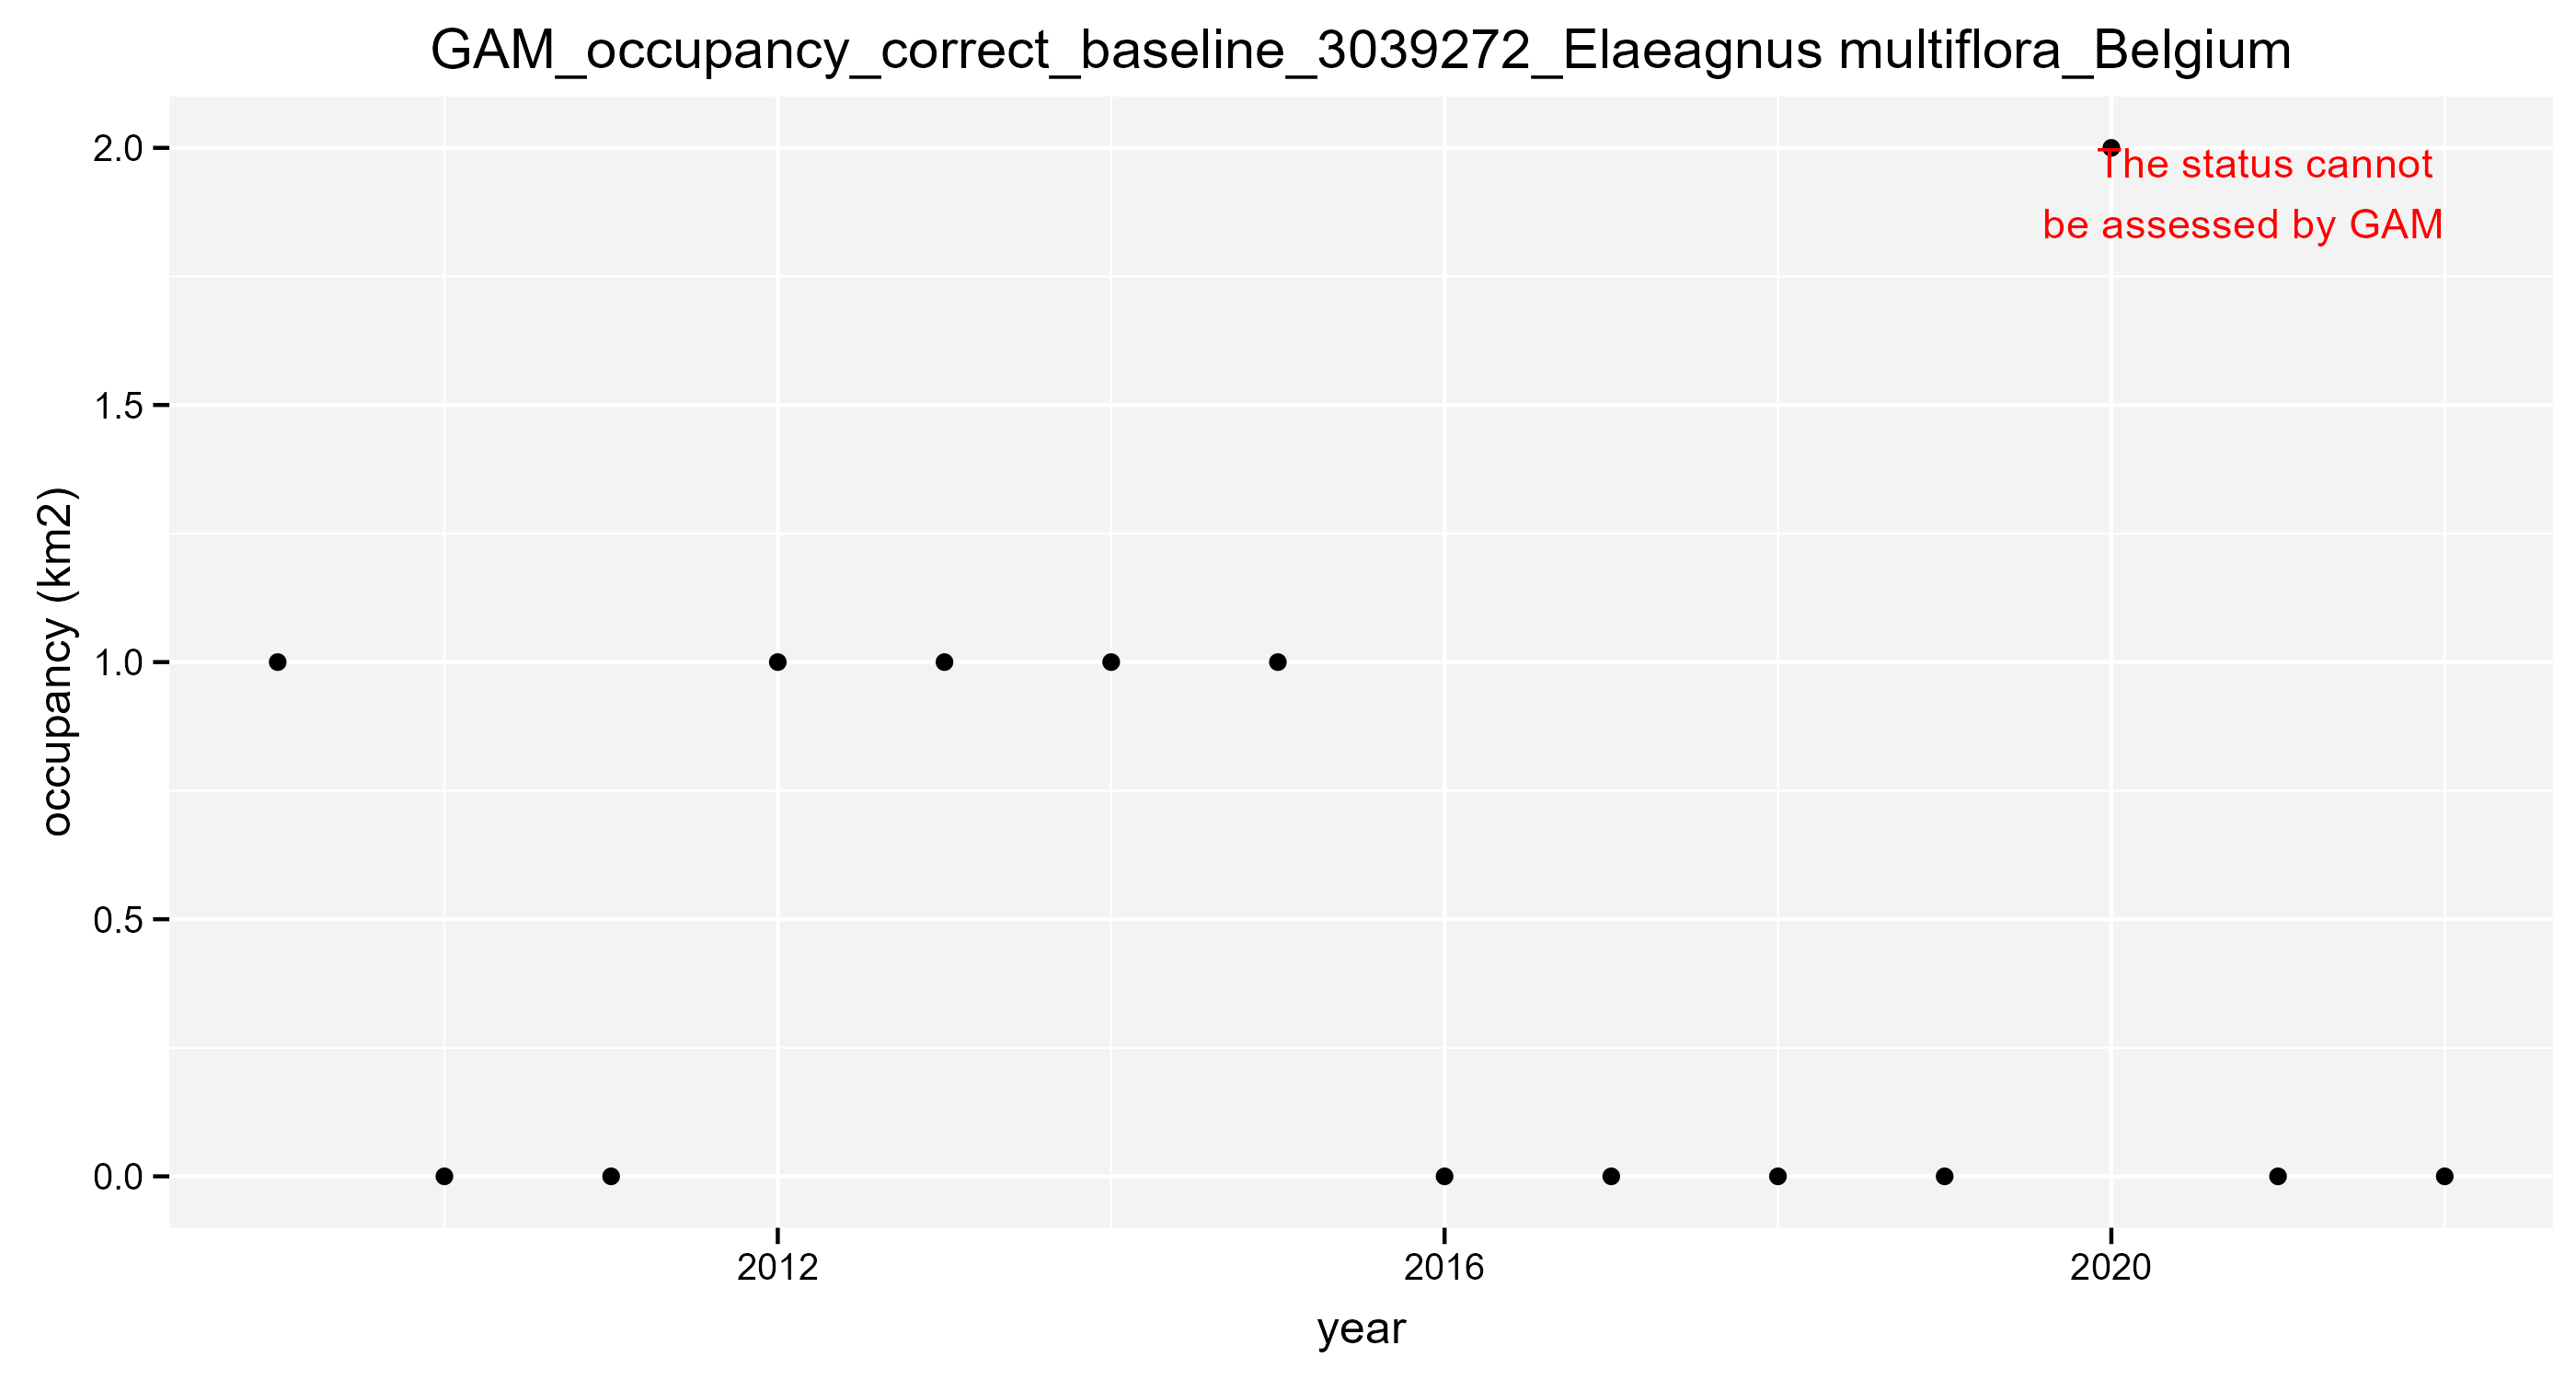 GAM_occupancy_correct_baseline_3039272_Elaeagnus multiflora_Belgium
2.0
The status cannot
be assessed by GAM
1.5
occupancy (km2)
1.0
0.5
0.0
2012
2016
2020
year